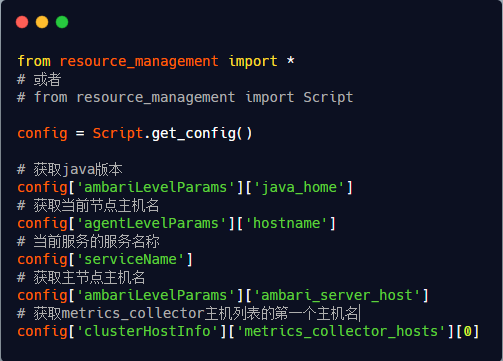 from resource_management import *
# 或者
# from resource_management import Script
config = Script.get_config()
# 获取java版本
config['ambariLevelParams']['java_home']
# 获取当前节点主机名
config['agentLevelParams']['hostname']
# 当前服务的服务名称
config['serviceName']
# 获取主节点主机名
config['ambariLevelParams']['ambari_server_host']
# 获取metrics_collector主机列表的第一个主机名
config['clusterHostInfo']['metrics_collector_hosts'][0]